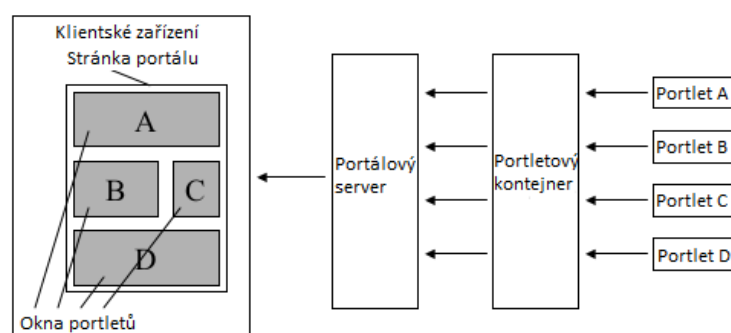 Klientské zařízení
Stránka portálu
A
B
C
D
Okna portletů
Portálový
server
Portletový
kontejner
Portlet A
Portlet B
Portlet C
Portlet D